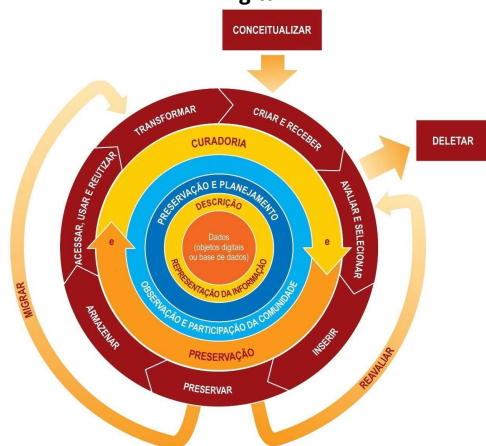 CONCEITUALIZAR
DELETAR
TRANSFORMAR
CRIAR E RECEBER
AVALIAR E SELECIONAR
INSERIR
PRESERVAR
ARMAZENAR
ACESSAR, USAR E REUTIZAR
MIGRAR
REAVALIAR
CURADORIA
e
PRESERVAÇÃO
e
OBSERVAÇÃO E PARTICIPAÇÃO DA COMUNIDADE
PRESERVAÇÃO E PLANEJAMENTO
DESCRIÇÃO
REPRESENTAÇÃO DA INFORMAÇÃO
Dados
(objetos digitais
ou base de dados)